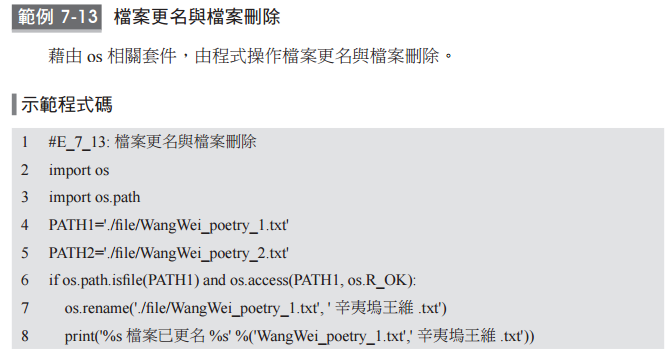 範例 7-13 檔案更名與檔案刪除
藉由 os 相關套件，由程式操作檔案更名與檔案刪除。
示範程式碼
1 #E_7_13: 檔案更名與檔案刪除
2 import os
3 import os.path
4 PATH1='./file/WangWei_poetry_1.txt'
5 PATH2='./file/WangWei_poetry_2.txt'
6 if os.path.isfile(PATH1) and os.access(PATH1, os.R_OK):
7 os.rename('./file/WangWei_poetry_1.txt', ' 辛夷塢王維 .txt')
8 print('%s 檔案已更名 %s' %('WangWei_poetry_1.txt',' 辛夷塢王維 .txt'))